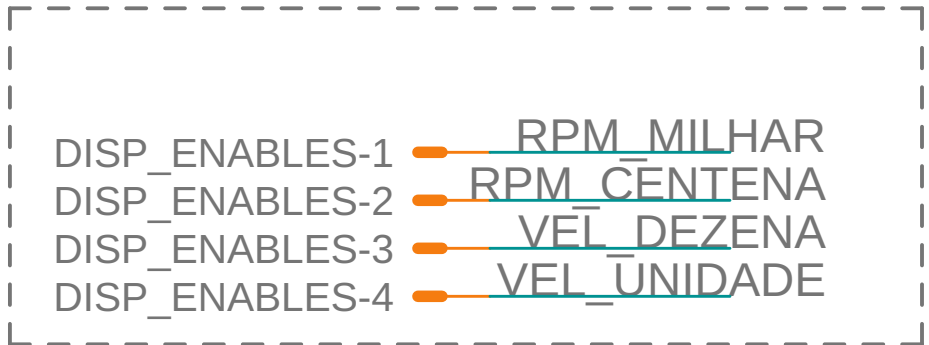 DISP_ENABLES-1 RPM_MILHAR
DISP_ENABLES-2 RPM_CENTENA
DISP_ENABLES-3 VEL_DEZENA
DISP_ENABLES-4 VEL_UNIDADE